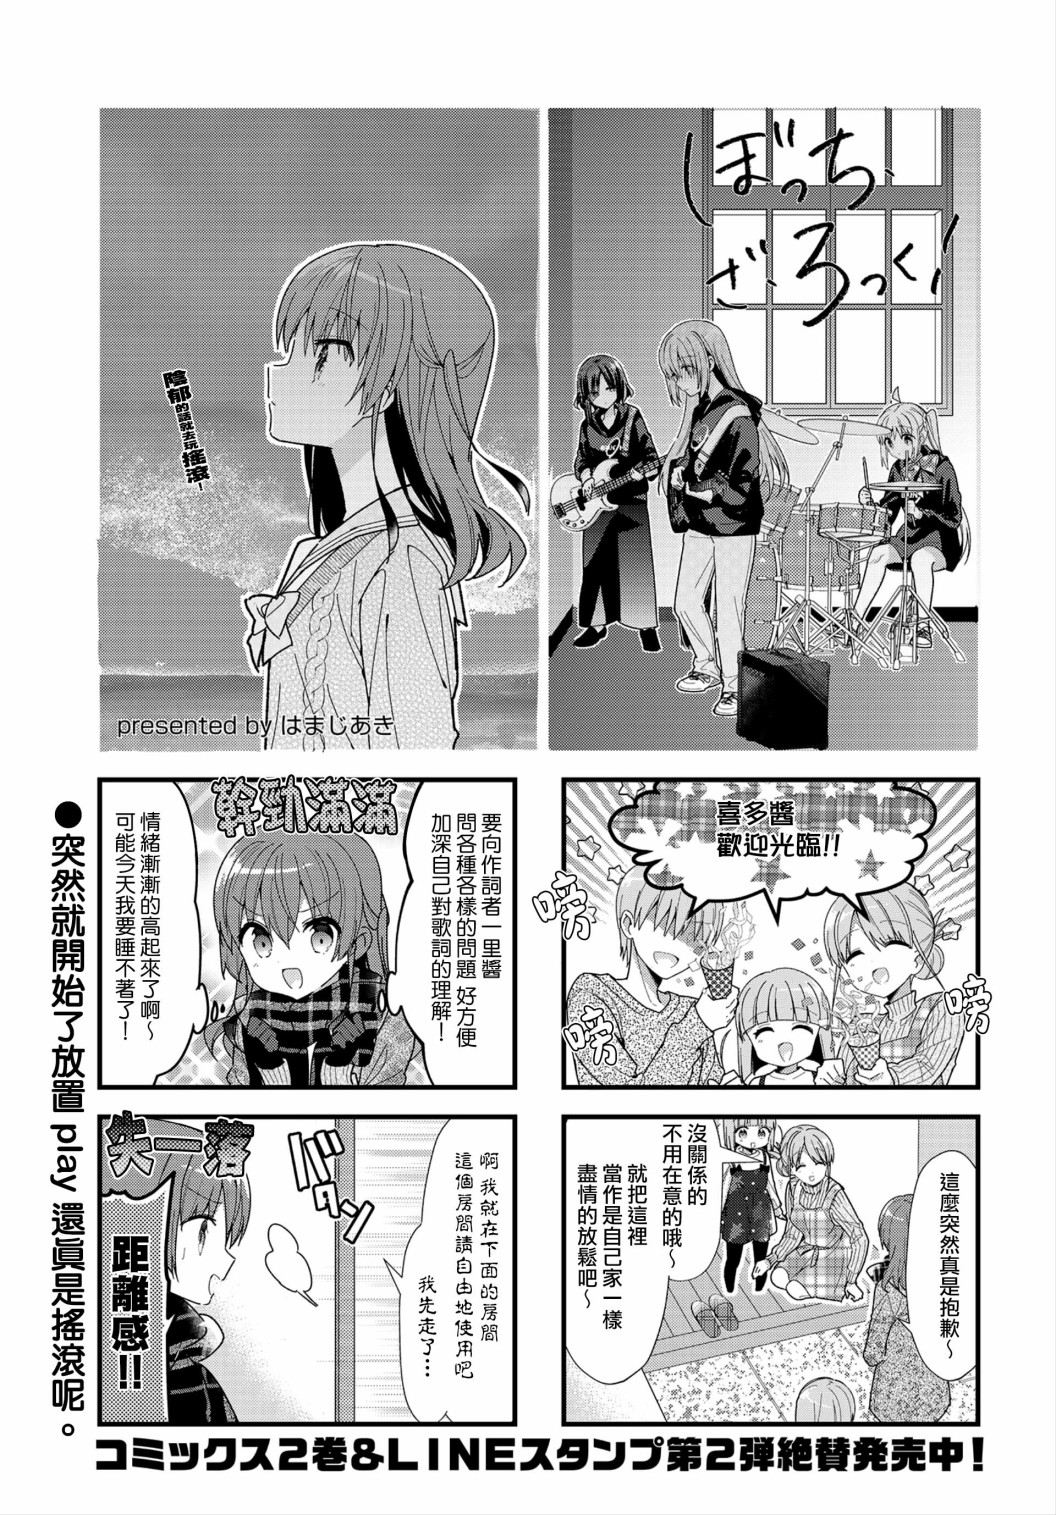 ぼっち・
ざ
ろっく！
陰郁的話就去玩搖滾！
presented by はまじあき
喜多醬
歡迎光臨!!
嗙
嗙
嗙
這麼突然真是抱歉～
沒關係的
不用在意的哦～
就把這裡
當作是自己家一樣
盡情的放鬆吧～
幹勁滿滿
要向作詞者一里醬
問各種各樣的問題 好方便
加深自己對歌詞的理解！
情緒漸漸的高起來了啊～
可能今天我要睡不著了！
啊 我就在下面的房間
這個房間請自由地使用吧
我先走了…
バタン
失一落
距離感!!
●突然就開始了放置 play 還真是搖滾呢。
コミックス2巻&LINEスタンプ第2弾絶賛発売中！